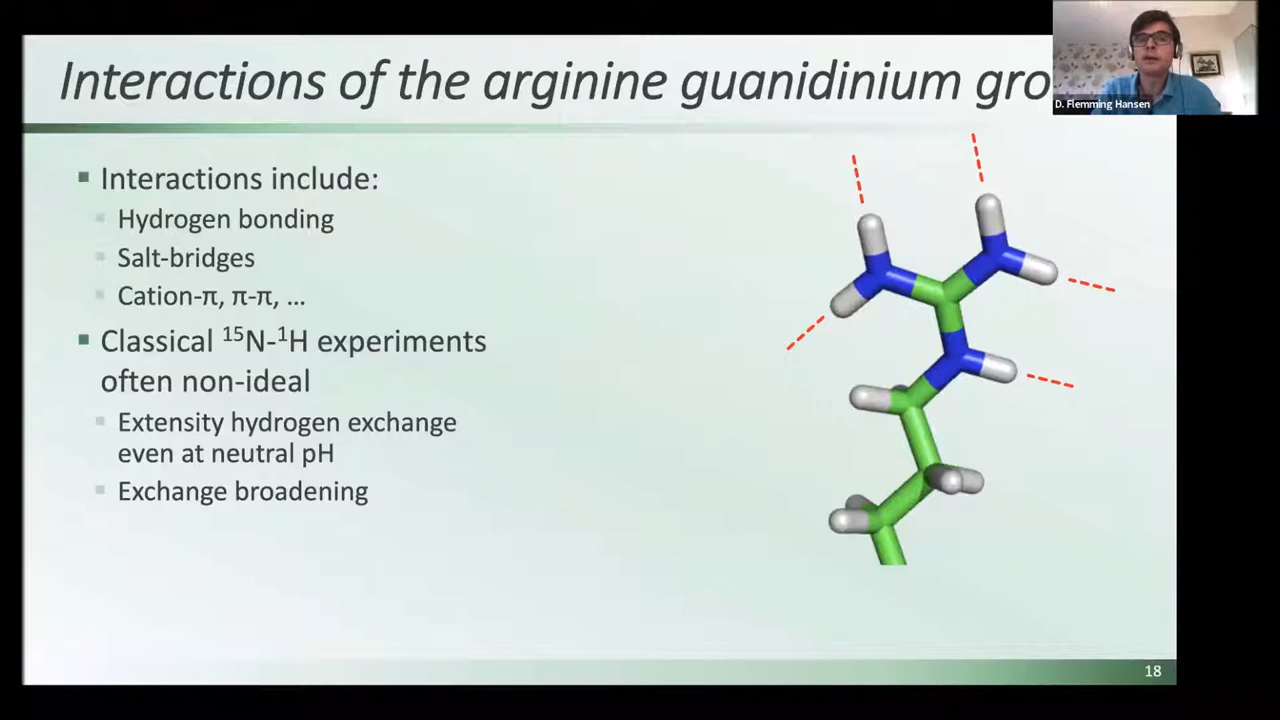 Interactions of the arginine guanidinium gro
D. Flemming Hansen
▪ Interactions include:
▪ Hydrogen bonding
▪ Salt-bridges
▪ Cation-π, π-π, ...
▪ Classical ¹⁵N-¹H experiments
often non-ideal
▪ Extensity hydrogen exchange
even at neutral pH
▪ Exchange broadening
18